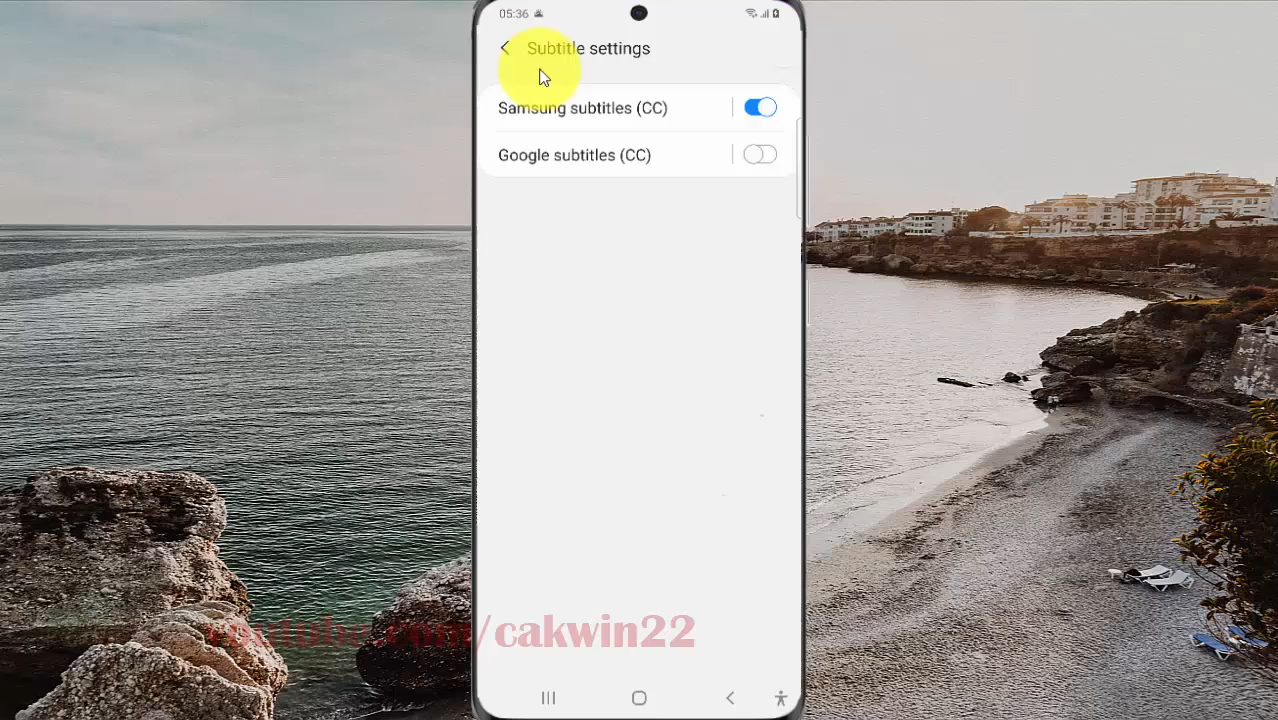 05:36
Subtitle settings
Samsung subtitles (CC)
Google subtitles (CC)
youtube.com/cakwin22